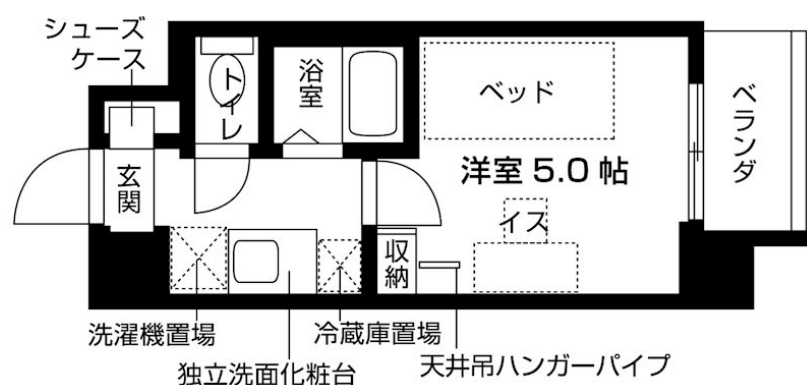 シューズ
ケース
トイレ
浴室
ベッド
ベランダ
玄関
洋室 5.0 帖
イス
収納
洗濯機置場
冷蔵庫置場
独立洗面化粧台
天井吊ハンガーパイプ